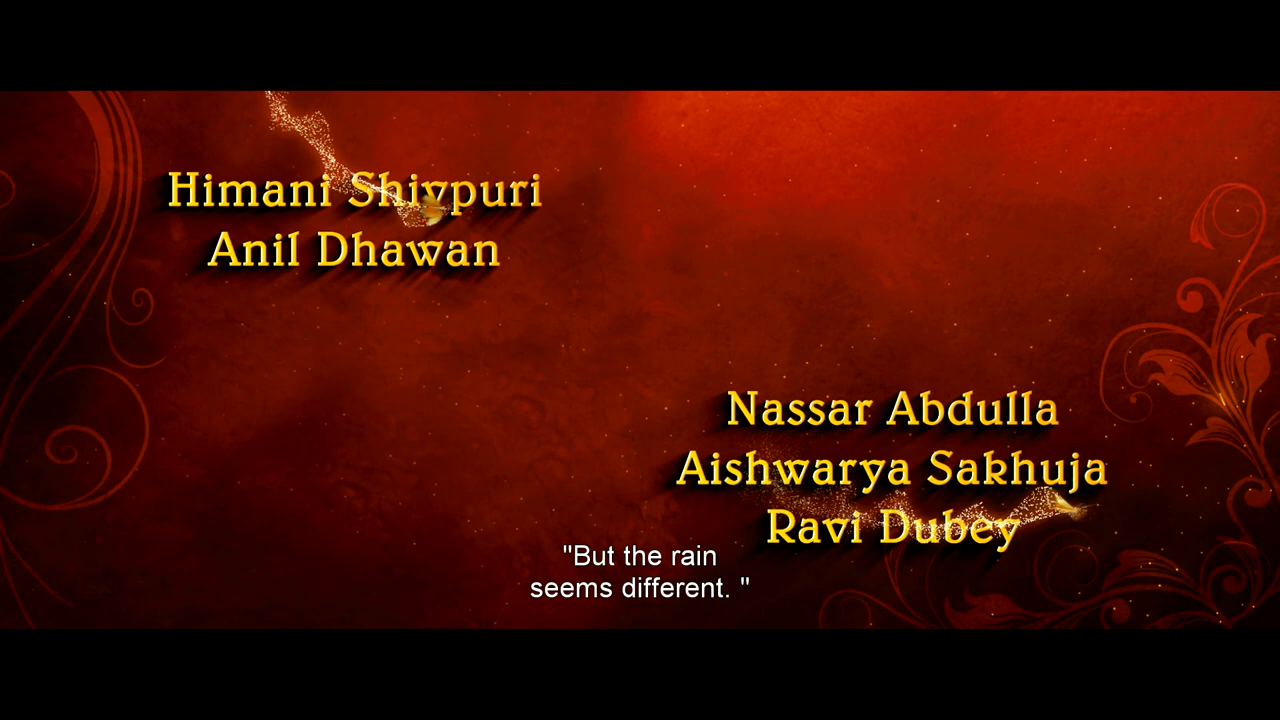 Himani Shivpuri
Anil Dhawan
Nassar Abdulla
Aishwarya Sakhuja
Ravi Dubey
"But the rain
seems different. "